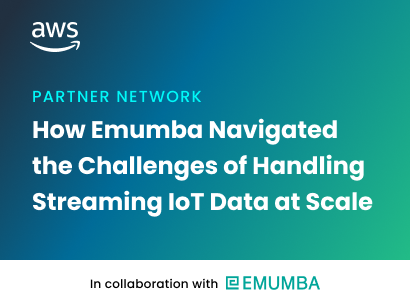 aws
PARTNER NETWORK
How Emumba Navigated
the Challenges of Handling
Streaming IoT Data at Scale
In collaboration with EMUMBA